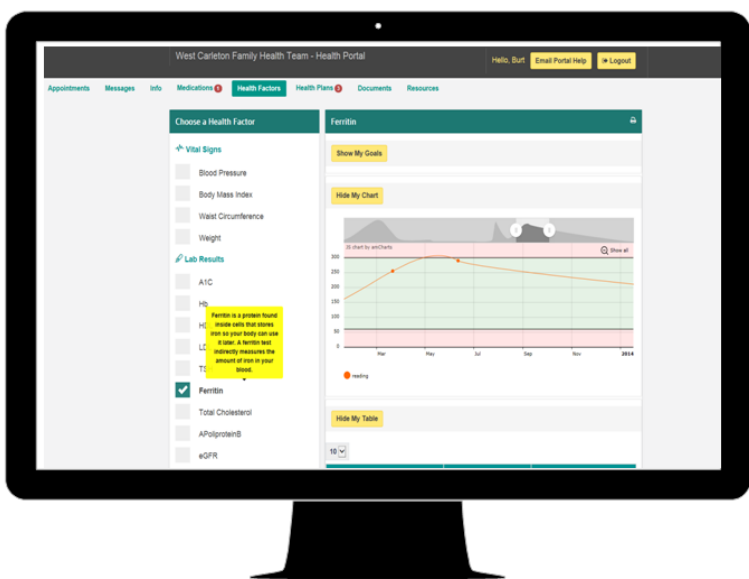 West Carleton Family Health Team - Health Portal
Hello, Burt
Email Portal Help
Logout
Appointments
Messages
Info
Medications
Health Factors
Health Plans
Documents
Resources
Choose a Health Factor
Vital Signs
Blood Pressure
Body Mass Index
Waist Circumference
Weight
Lab Results
A1C
Hb
Ferritin is a protein found
inside cells that stores
iron so your body can use
it later. A ferritin test
indirectly measures the
amount of iron in your
blood.
Ferritin
Total Cholesterol
APoliproteinB
eGFR
Ferritin
Show My Goals
Hide My Chart
JS chart by amCharts
Show all
300
250
200
150
100
50
0
Mar
May
Jul
Sep
Nov
2014
reading
Hide My Table
10